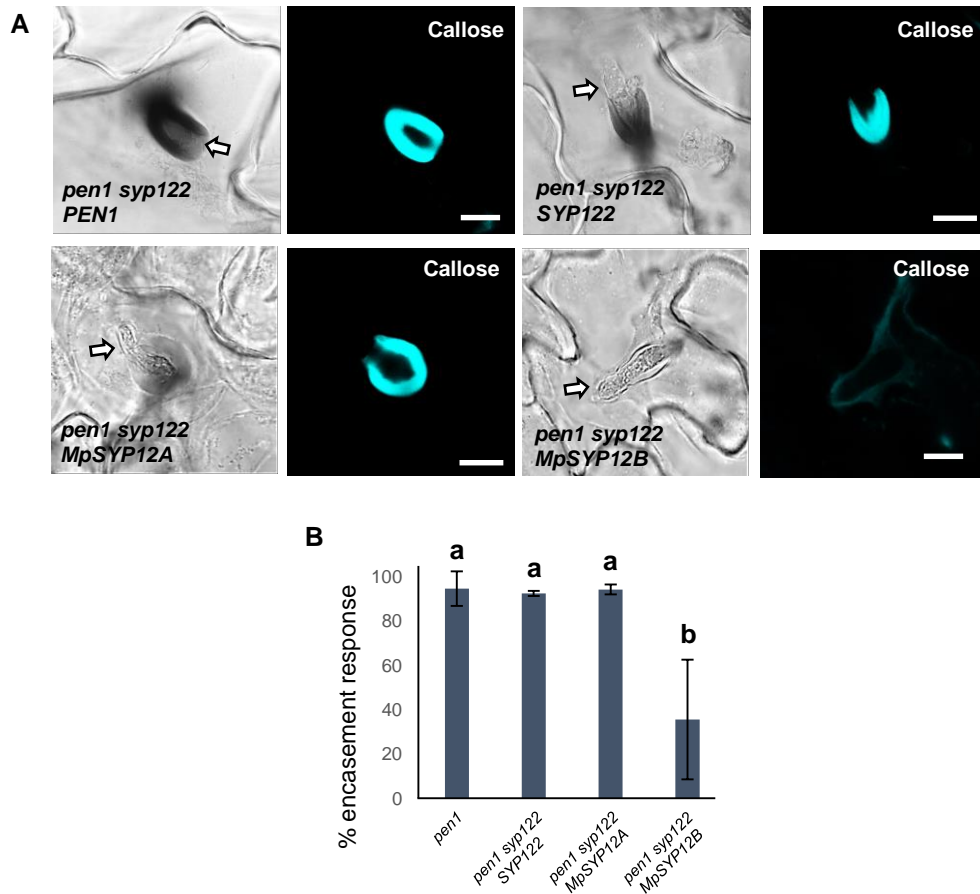 A
Callose
pen1 syp122
PEN1
Callose
pen1 syp122
SYP122
Callose
pen1 syp122
MpSYP12A
Callose
pen1 syp122
MpSYP12B
B
% encasement response
100
80
60
40
20
0
a
a
a
b
pen1
pen1 syp122
SYP122
pen1 syp122
MpSYP12A
pen1 syp122
MpSYP12B